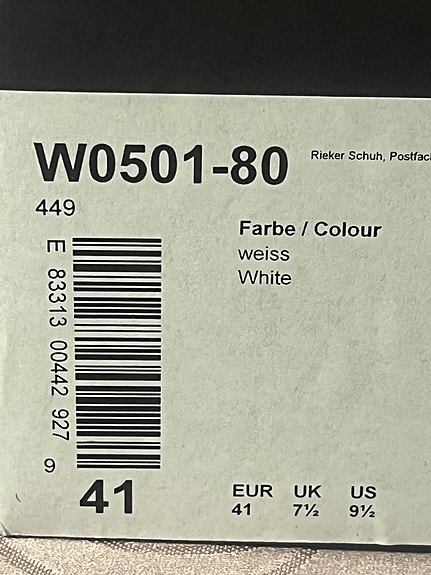 W0501-80
Rieker Schuh,
449
Farbe / Colour
weiss
White
E 83313 00442 927 9
41
EUR UK US
41 7½ 9½